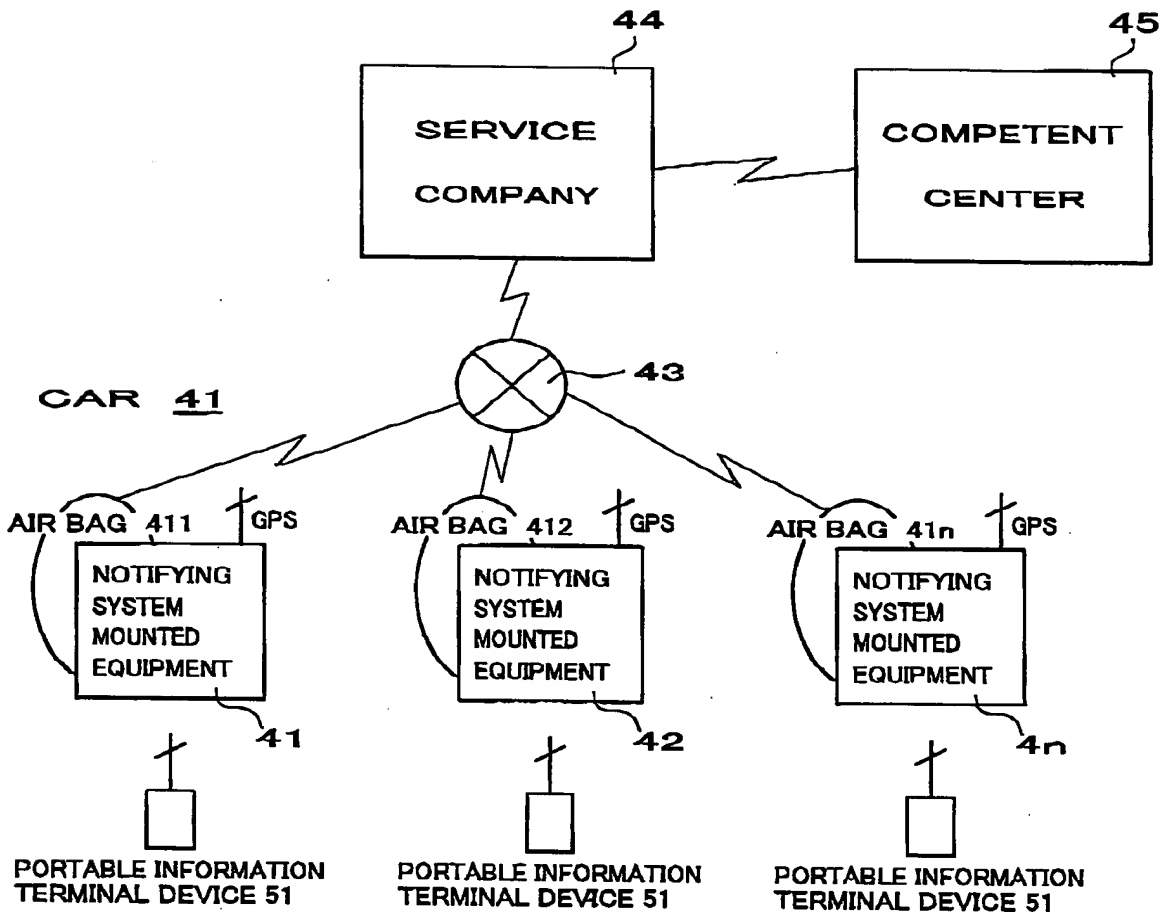 44
45
SERVICE
COMPANY
COMPETENT
CENTER
43
CAR 41
AIR BAG 411
GPS
NOTIFYING
SYSTEM
MOUNTED
EQUIPMENT
41
PORTABLE INFORMATION
TERMINAL DEVICE 51
AIR BAG 412
GPS
NOTIFYING
SYSTEM
MOUNTED
EQUIPMENT
42
PORTABLE INFORMATION
TERMINAL DEVICE 51
AIR BAG 41n
GPS
NOTIFYING
SYSTEM
MOUNTED
EQUIPMENT
4n
PORTABLE INFORMATION
TERMINAL DEVICE 51